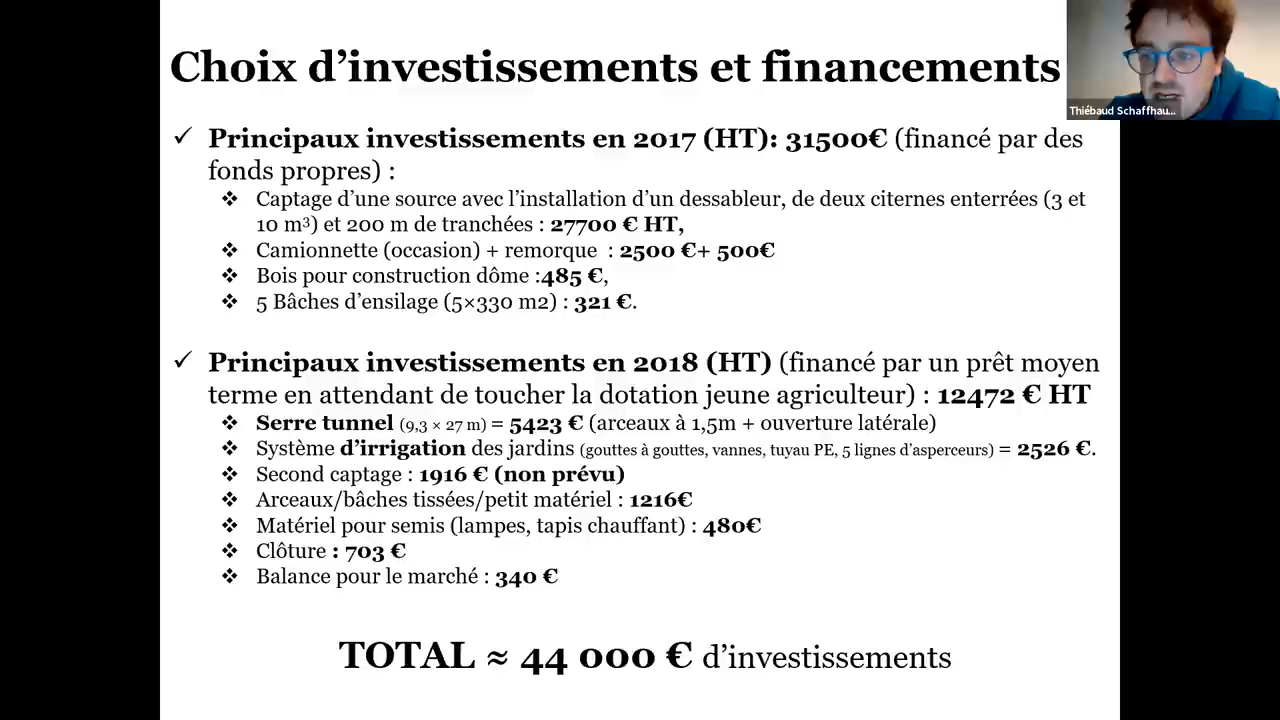 Choix d’investissements et financements
Thiébaud Schaffhau...
✓ Principaux investissements en 2017 (HT): 31500€ (financé par des
fonds propres) :
❖ Captage d’une source avec l’installation d’un dessableur, de deux citernes enterrées (3 et
10 m³) et 200 m de tranchées : 27700 € HT,
❖ Camionnette (occasion) + remorque : 2500 €+ 500€
❖ Bois pour construction dôme :485 €,
❖ 5 Bâches d’ensilage (5×330 m2) : 321 €.
✓ Principaux investissements en 2018 (HT) (financé par un prêt moyen
terme en attendant de toucher la dotation jeune agriculteur) : 12472 € HT
❖ Serre tunnel (9,3 × 27 m) = 5423 € (arceaux à 1,5m + ouverture latérale)
❖ Système d’irrigation des jardins (gouttes à gouttes, vannes, tuyau PE, 5 lignes d’asperceurs) = 2526 €.
❖ Second captage : 1916 € (non prévu)
❖ Arceaux/bâches tissées/petit matériel : 1216€
❖ Matériel pour semis (lampes, tapis chauffant) : 480€
❖ Clôture : 703 €
❖ Balance pour le marché : 340 €
TOTAL ≈ 44 000 € d’investissements